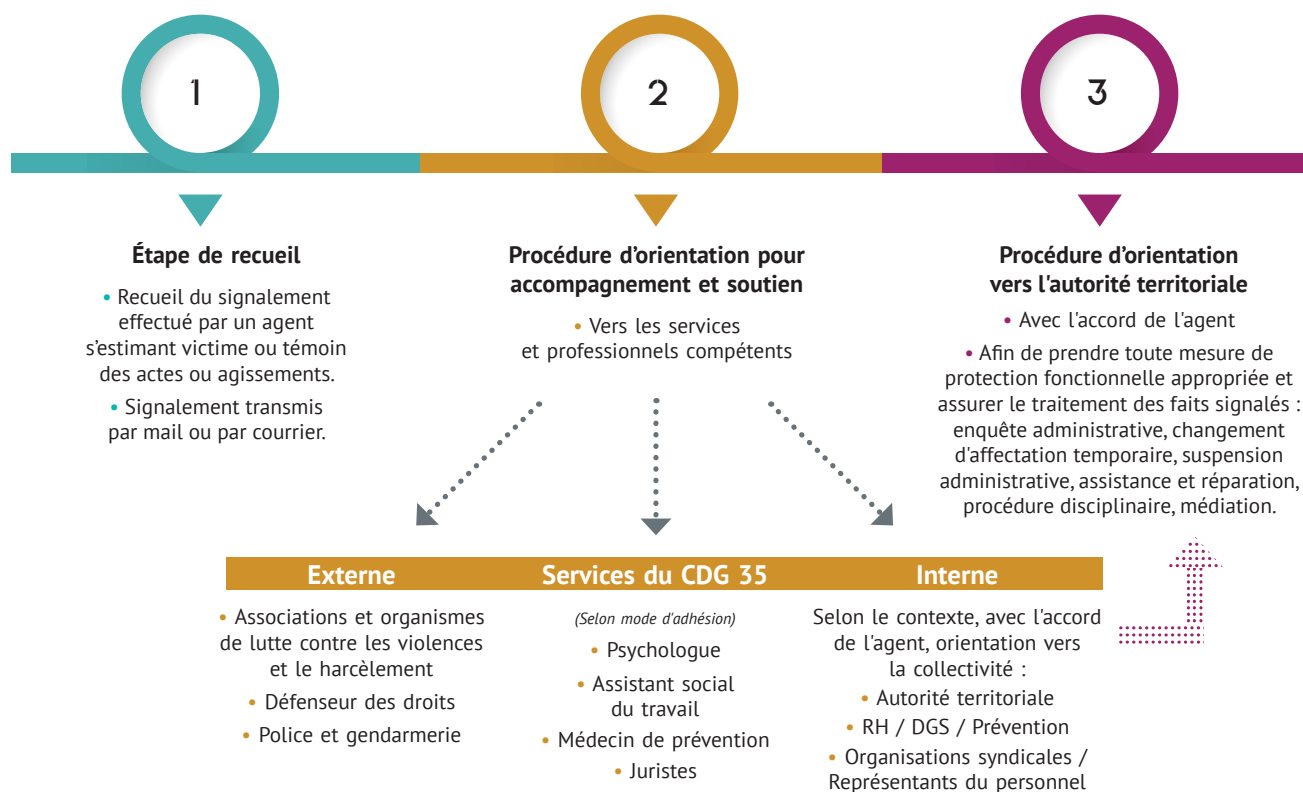 1
Étape de recueil
• Recueil du signalement
effectué par un agent
s'estimant victime ou témoin
des actes ou agissements.
• Signalement transmis
par mail ou par courrier.
2
Procédure d'orientation pour
accompagnement et soutien
• Vers les services
et professionnels compétents
3
Procédure d'orientation
vers l'autorité territoriale
• Avec l'accord de l'agent
• Afin de prendre toute mesure de
protection fonctionnelle appropriée et
assurer le traitement des faits signalés :
enquête administrative, changement
d'affectation temporaire, suspension
administrative, assistance et réparation,
procédure disciplinaire, médiation.
Externe
• Associations et organismes
de lutte contre les violences
et le harcèlement
• Défenseur des droits
• Police et gendarmerie
Services du CDG 35
(Selon mode d'adhésion)
• Psychologue
• Assistant social
du travail
• Médecin de prévention
• Juristes
Interne
Selon le contexte, avec l'accord
de l'agent, orientation vers
la collectivité :
• Autorité territoriale
• RH / DGS / Prévention
• Organisations syndicales /
Représentants du personnel